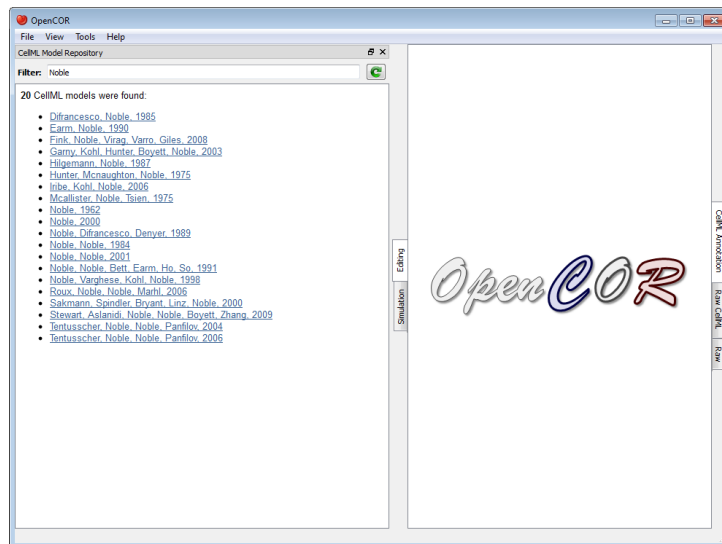 OpenCOR
File View Tools Help
CellML Model Repository
Filter: Noble
20 CellML models were found:
Difrancesco, Noble, 1985
Earm, Noble, 1990
Fink, Noble, Virag, Varro, Giles, 2008
Garny, Kohl, Hunter, Boyett, Noble, 2003
Hilgemann, Noble, 1987
Hunter, Mcnaughton, Noble, 1975
Iribe, Kohl, Noble, 2006
Mcallister, Noble, Tsien, 1975
Noble, 1962
Noble, 2000
Noble, Difrancesco, Denyer, 1989
Noble, Noble, 1984
Noble, Noble, 2001
Noble, Noble, Bett, Earm, Ho, So, 1991
Noble, Varghese, Kohl, Noble, 1998
Roux, Noble, Noble, Marhl, 2006
Sakmann, Spindler, Bryant, Linz, Noble, 2000
Stewart, Aslanidi, Noble, Noble, Boyett, Zhang, 2009
Tentusscher, Noble, Noble, Panfilov, 2004
Tentusscher, Noble, Noble, Panfilov, 2006
Editing
Simulation
OpenCOR
CellML Annotation
Raw CellML
Raw